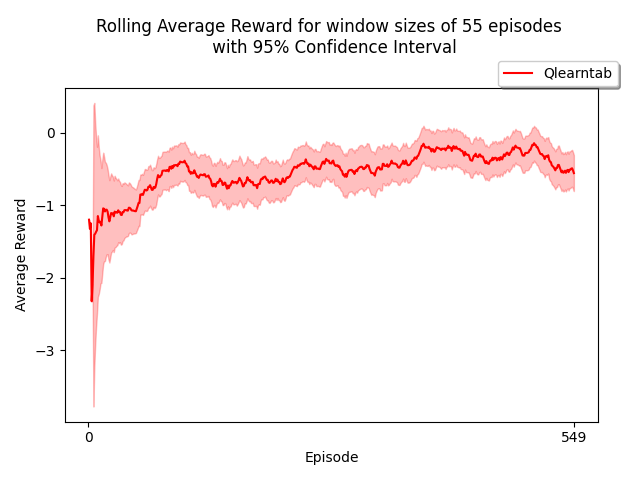 Rolling Average Reward for window sizes of 55 episodes
with 95% Confidence Interval
Qlearntab
0
−1
−2
−3
Average Reward
0
549
Episode